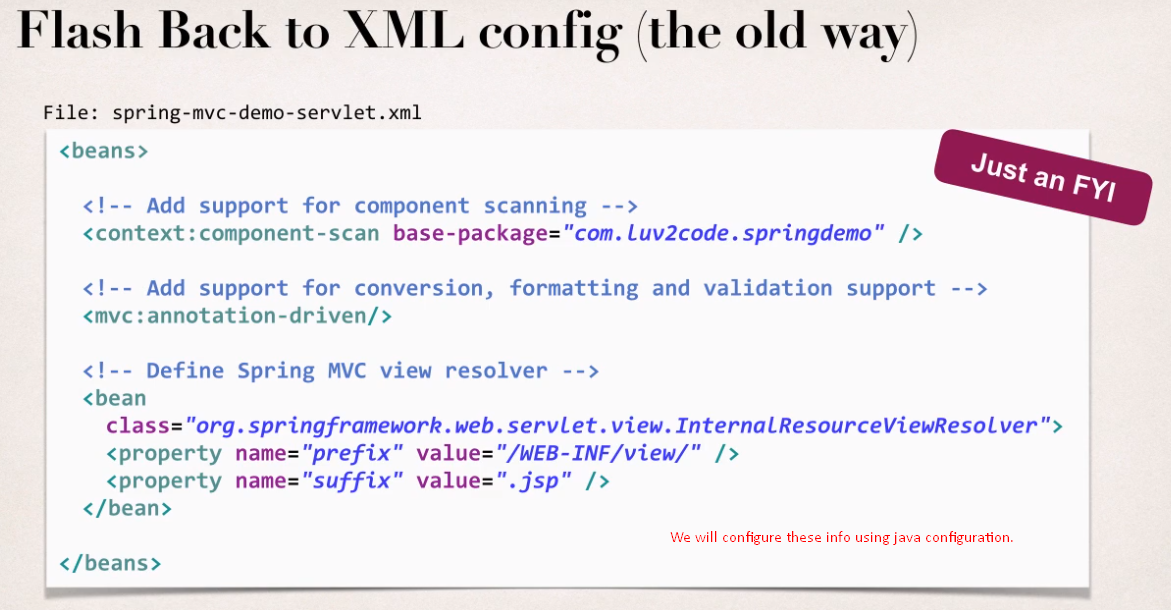 Flash Back to XML config (the old way)
File: spring-mvc-demo-servlet.xml
Just an FYI
<beans>
<!-- Add support for component scanning -->
<context:component-scan base-package="com.luv2code.springdemo" />
<!-- Add support for conversion, formatting and validation support -->
<mvc:annotation-driven/>
<!-- Define Spring MVC view resolver -->
<bean
class="org.springframework.web.servlet.view.InternalResourceViewResolver">
<property name="prefix" value="/WEB-INF/view/" />
<property name="suffix" value=".jsp" />
</bean>
We will configure these info using java configuration.
</beans>